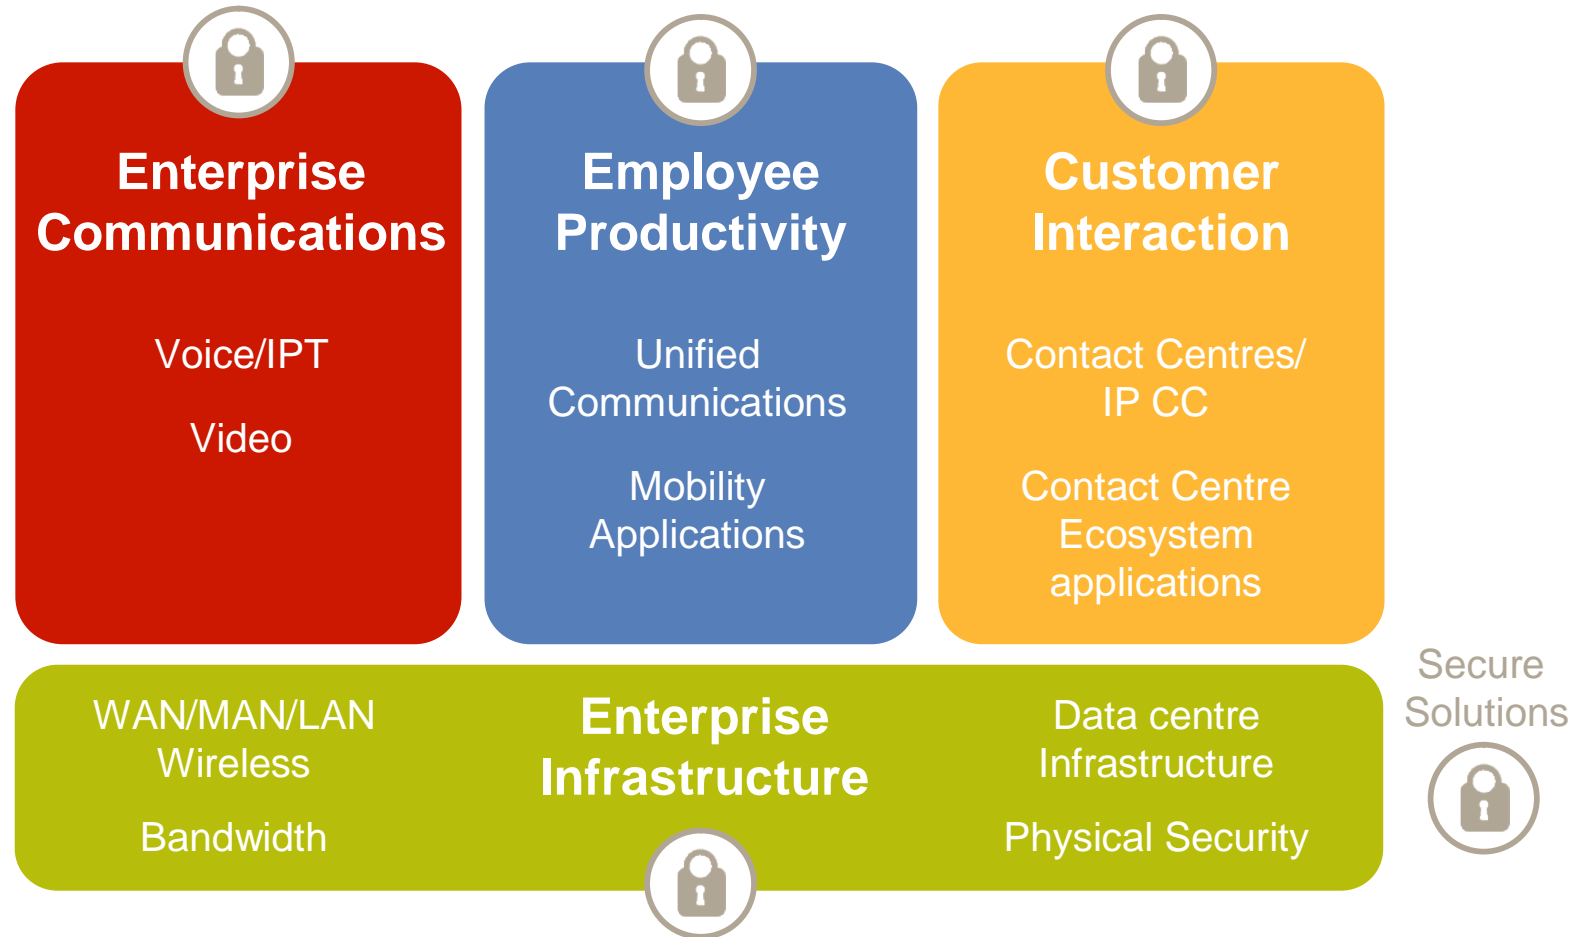 Enterprise
Communications
Voice/IPT
Video
Employee
Productivity
Unified
Communications
Mobility
Applications
Customer
Interaction
Contact Centres/
IP CC
Contact Centre
Ecosystem
applications
WAN/MAN/LAN
Wireless
Bandwidth
Enterprise
Infrastructure
Data centre
Infrastructure
Physical Security
Secure
Solutions